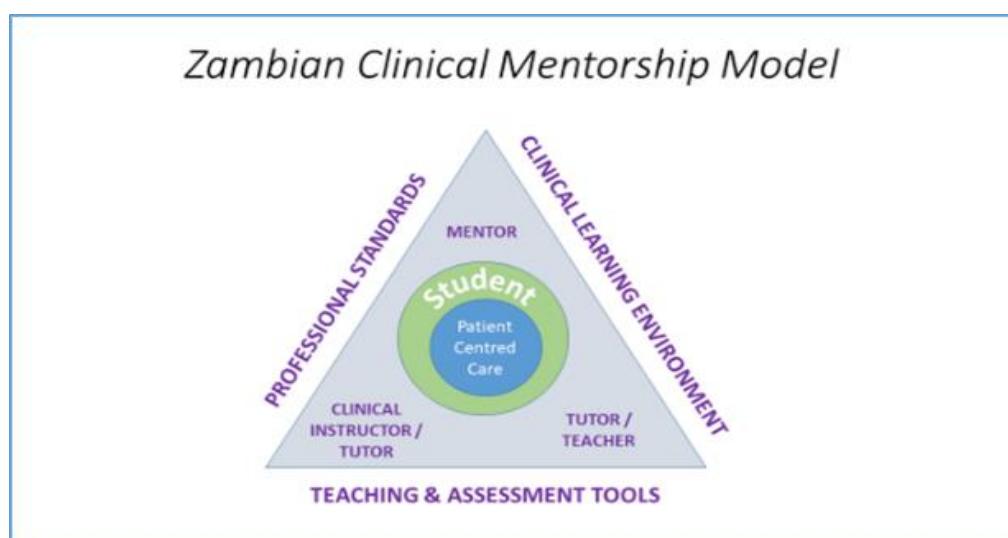 Zambian Clinical Mentorship Model
PROFESSIONAL STANDARDS
CLINICAL LEARNING ENVIRONMENT
MENTOR
Student
Patient
Centred
Care
CLINICAL
INSTRUCTOR /
TUTOR
TUTOR /
TEACHER
TEACHING & ASSESSMENT TOOLS